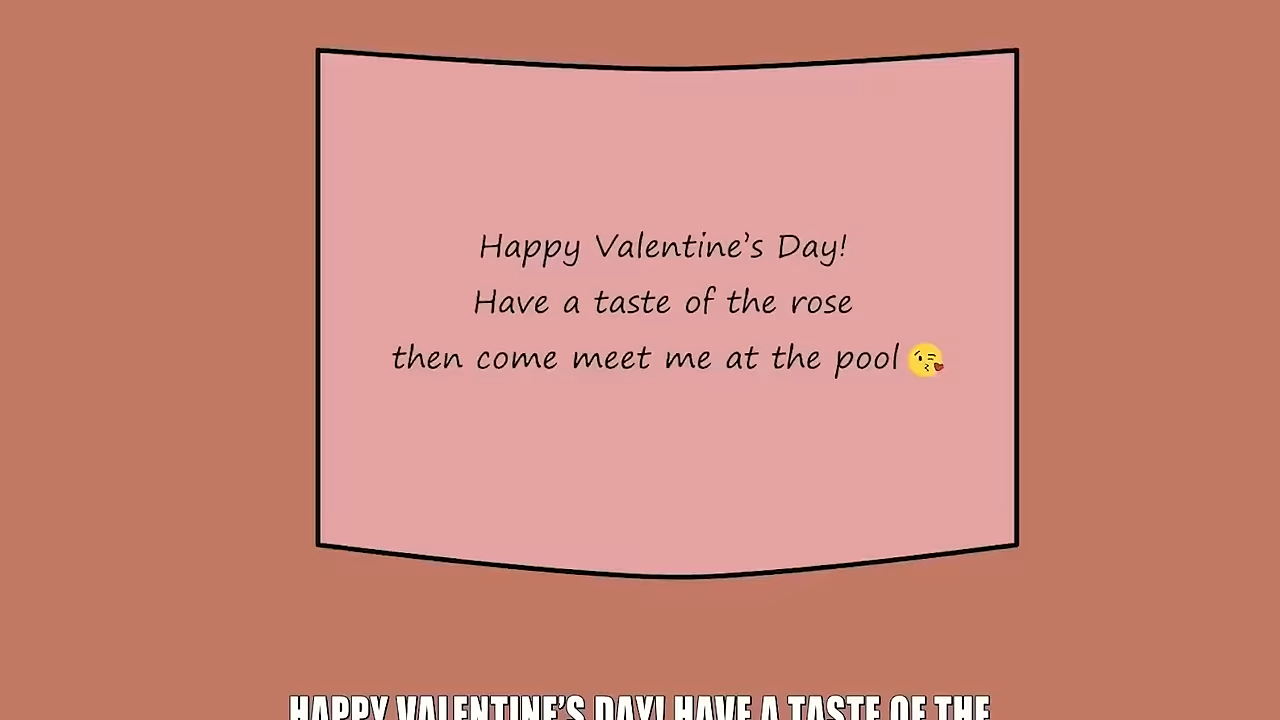 Happy Valentine’s Day!
Have a taste of the rose
then come meet me at the pool 😘
HAPPY VALENTINE’S DAY! HAVE A TASTE OF THE